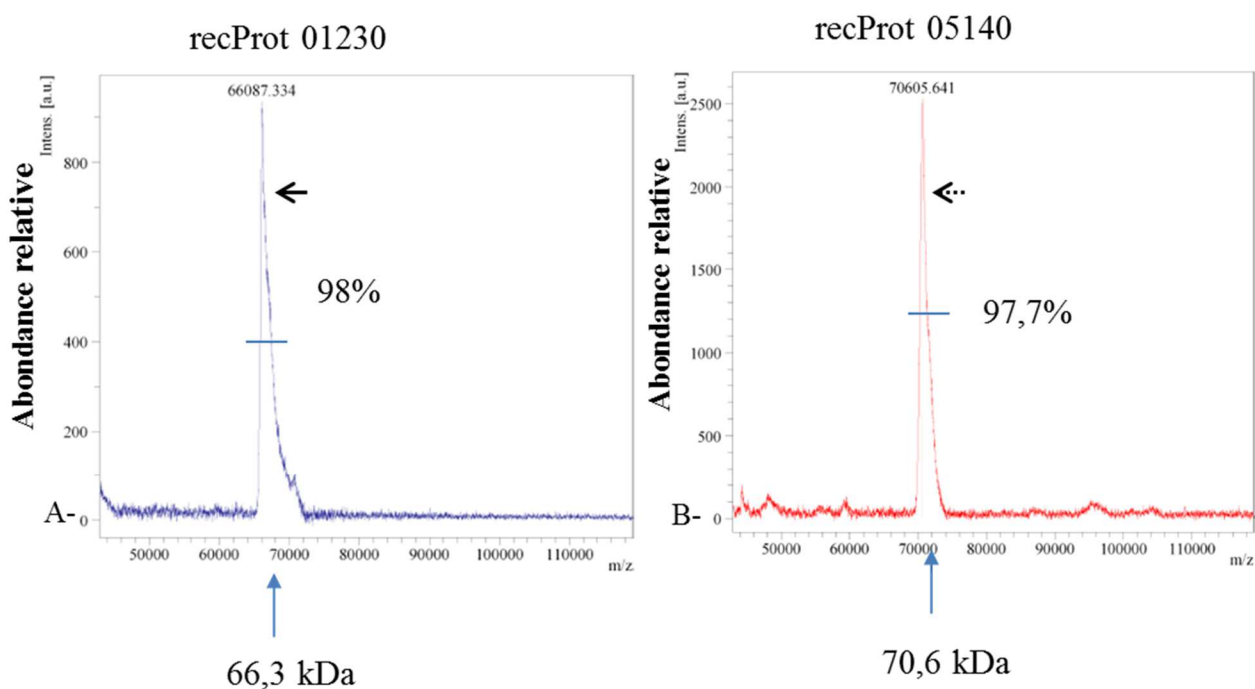 recProt 01230
66087.334
Intens. [a.u.]
Abondance relative
800
600
400
200
0
98%
A-
50000 60000 70000 80000 90000 100000 110000
m/z
66,3 kDa
recProt 05140
70605.641
Intens. [a.u.]
Abondance relative
2500
2000
1500
1000
500
0
97,7%
B-
50000 60000 70000 80000 90000 100000 110000
m/z
70,6 kDa